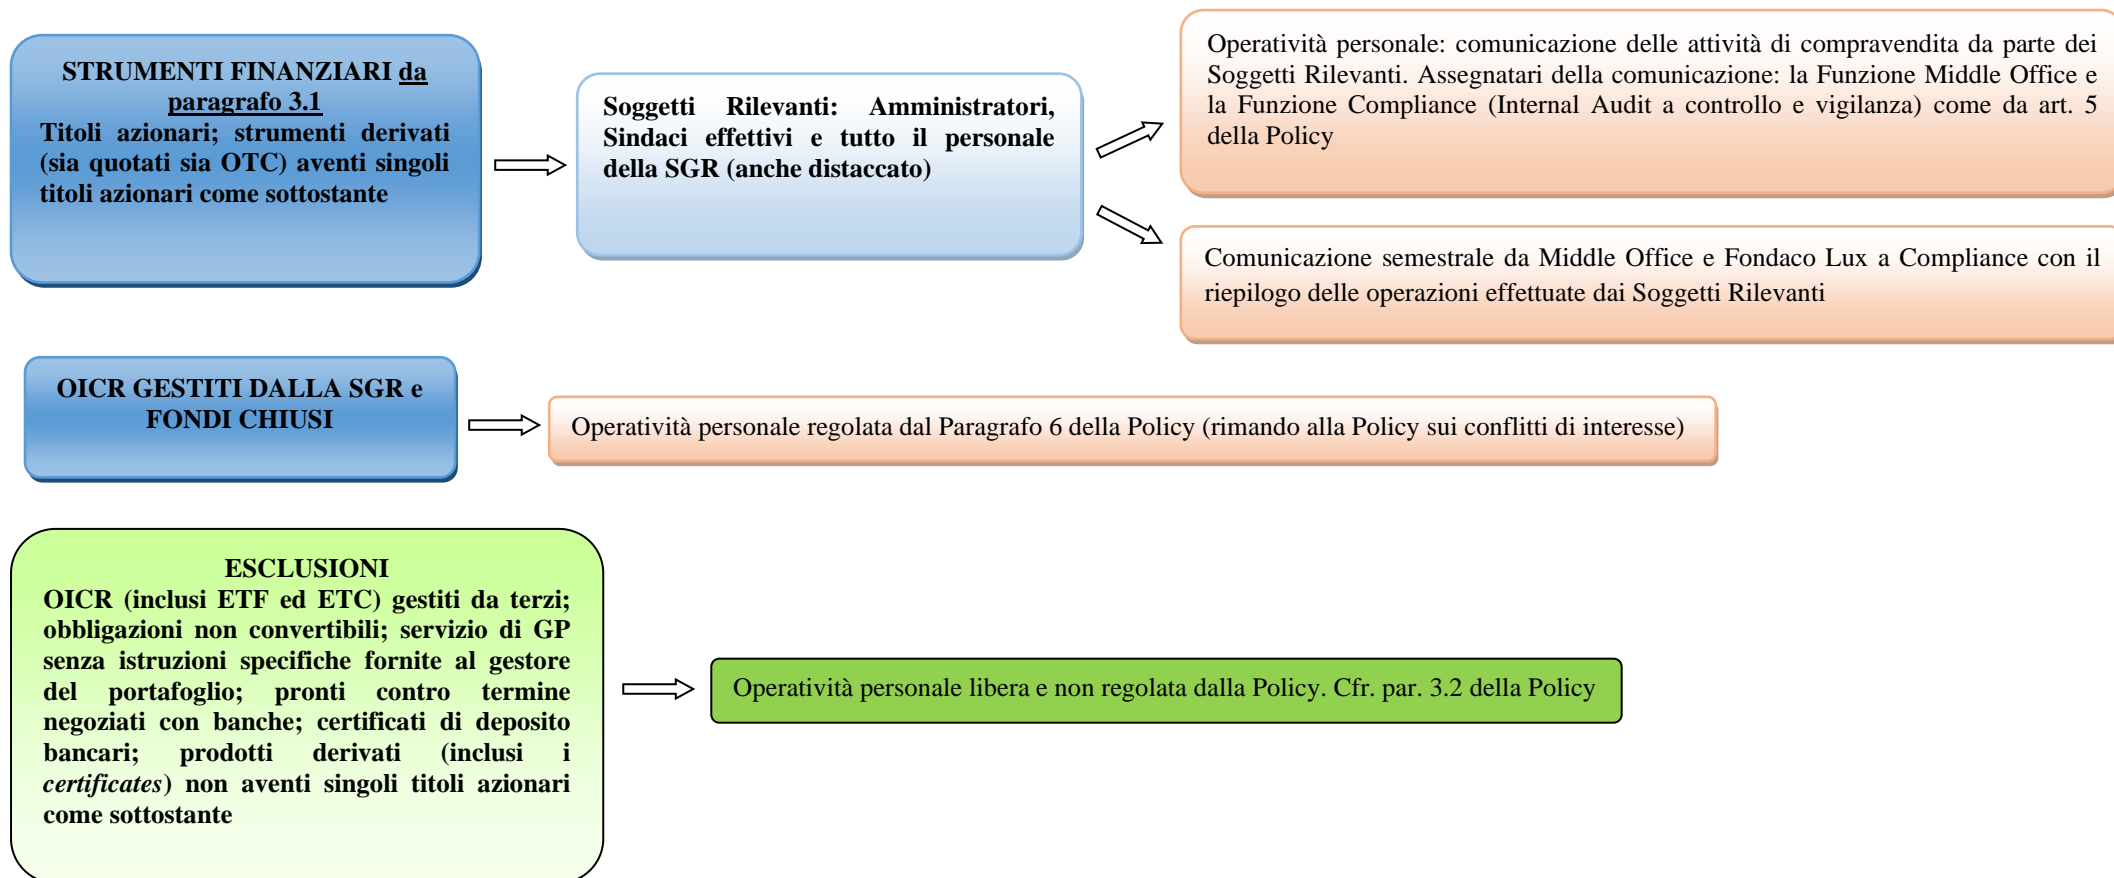 STRUMENTI FINANZIARI da
paragrafo 3.1
Titoli azionari; strumenti derivati
(sia quotati sia OTC) aventi singoli
titoli azionari come sottostante
Soggetti Rilevanti: Amministratori,
Sindaci effettivi e tutto il personale
della SGR (anche distaccato)
Operatività personale: comunicazione delle attività di compravendita da parte dei
Soggetti Rilevanti. Assegnatari della comunicazione: la Funzione Middle Office e
la Funzione Compliance (Internal Audit a controllo e vigilanza) come da art. 5
della Policy
Comunicazione semestrale da Middle Office e Fondaco Lux a Compliance con il
riepilogo delle operazioni effettuate dai Soggetti Rilevanti
OICR GESTITI DALLA SGR e
FONDI CHIUSI
Operatività personale regolata dal Paragrafo 6 della Policy (rimando alla Policy sui conflitti di interesse)
ESCLUSIONI
OICR (inclusi ETF ed ETC) gestiti da terzi;
obbligazioni non convertibili; servizio di GP
senza istruzioni specifiche fornite al gestore
del portafoglio; pronti contro termine
negoziati con banche; certificati di deposito
bancari; prodotti derivati (inclusi i
certificates) non aventi singoli titoli azionari
come sottostante
Operatività personale libera e non regolata dalla Policy. Cfr. par. 3.2 della Policy